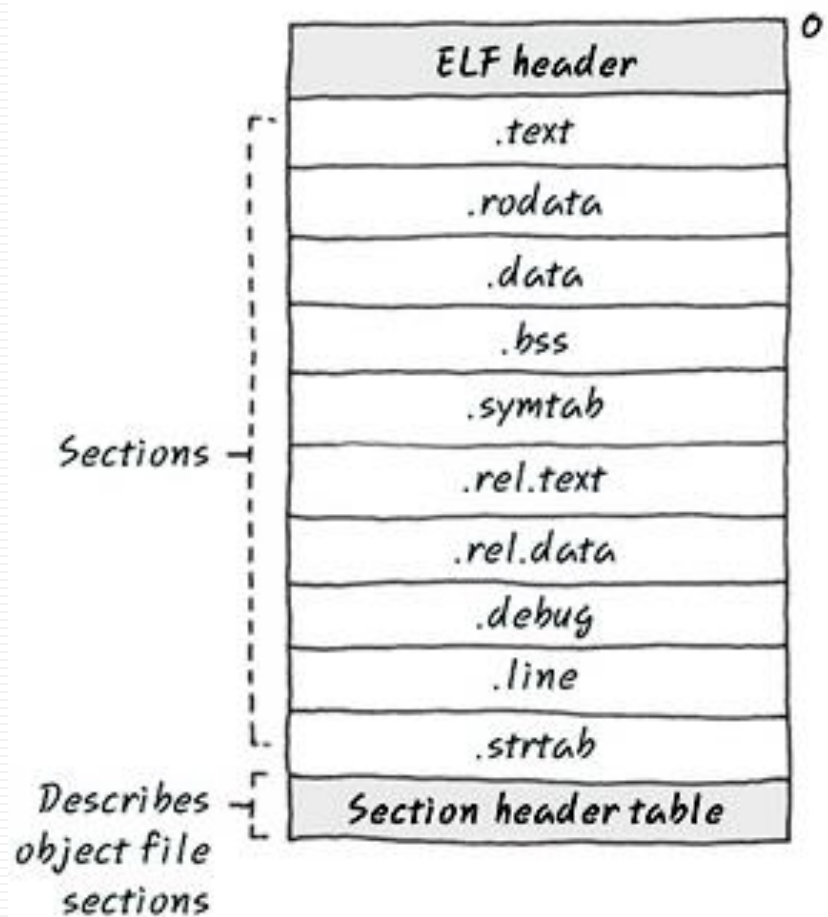 0
ELF header
.text
.rodata
.data
.bss
.symtab
.rel.text
.rel.data
.debug
.line
.strtab
Section header table
Sections
Describes
object file
sections